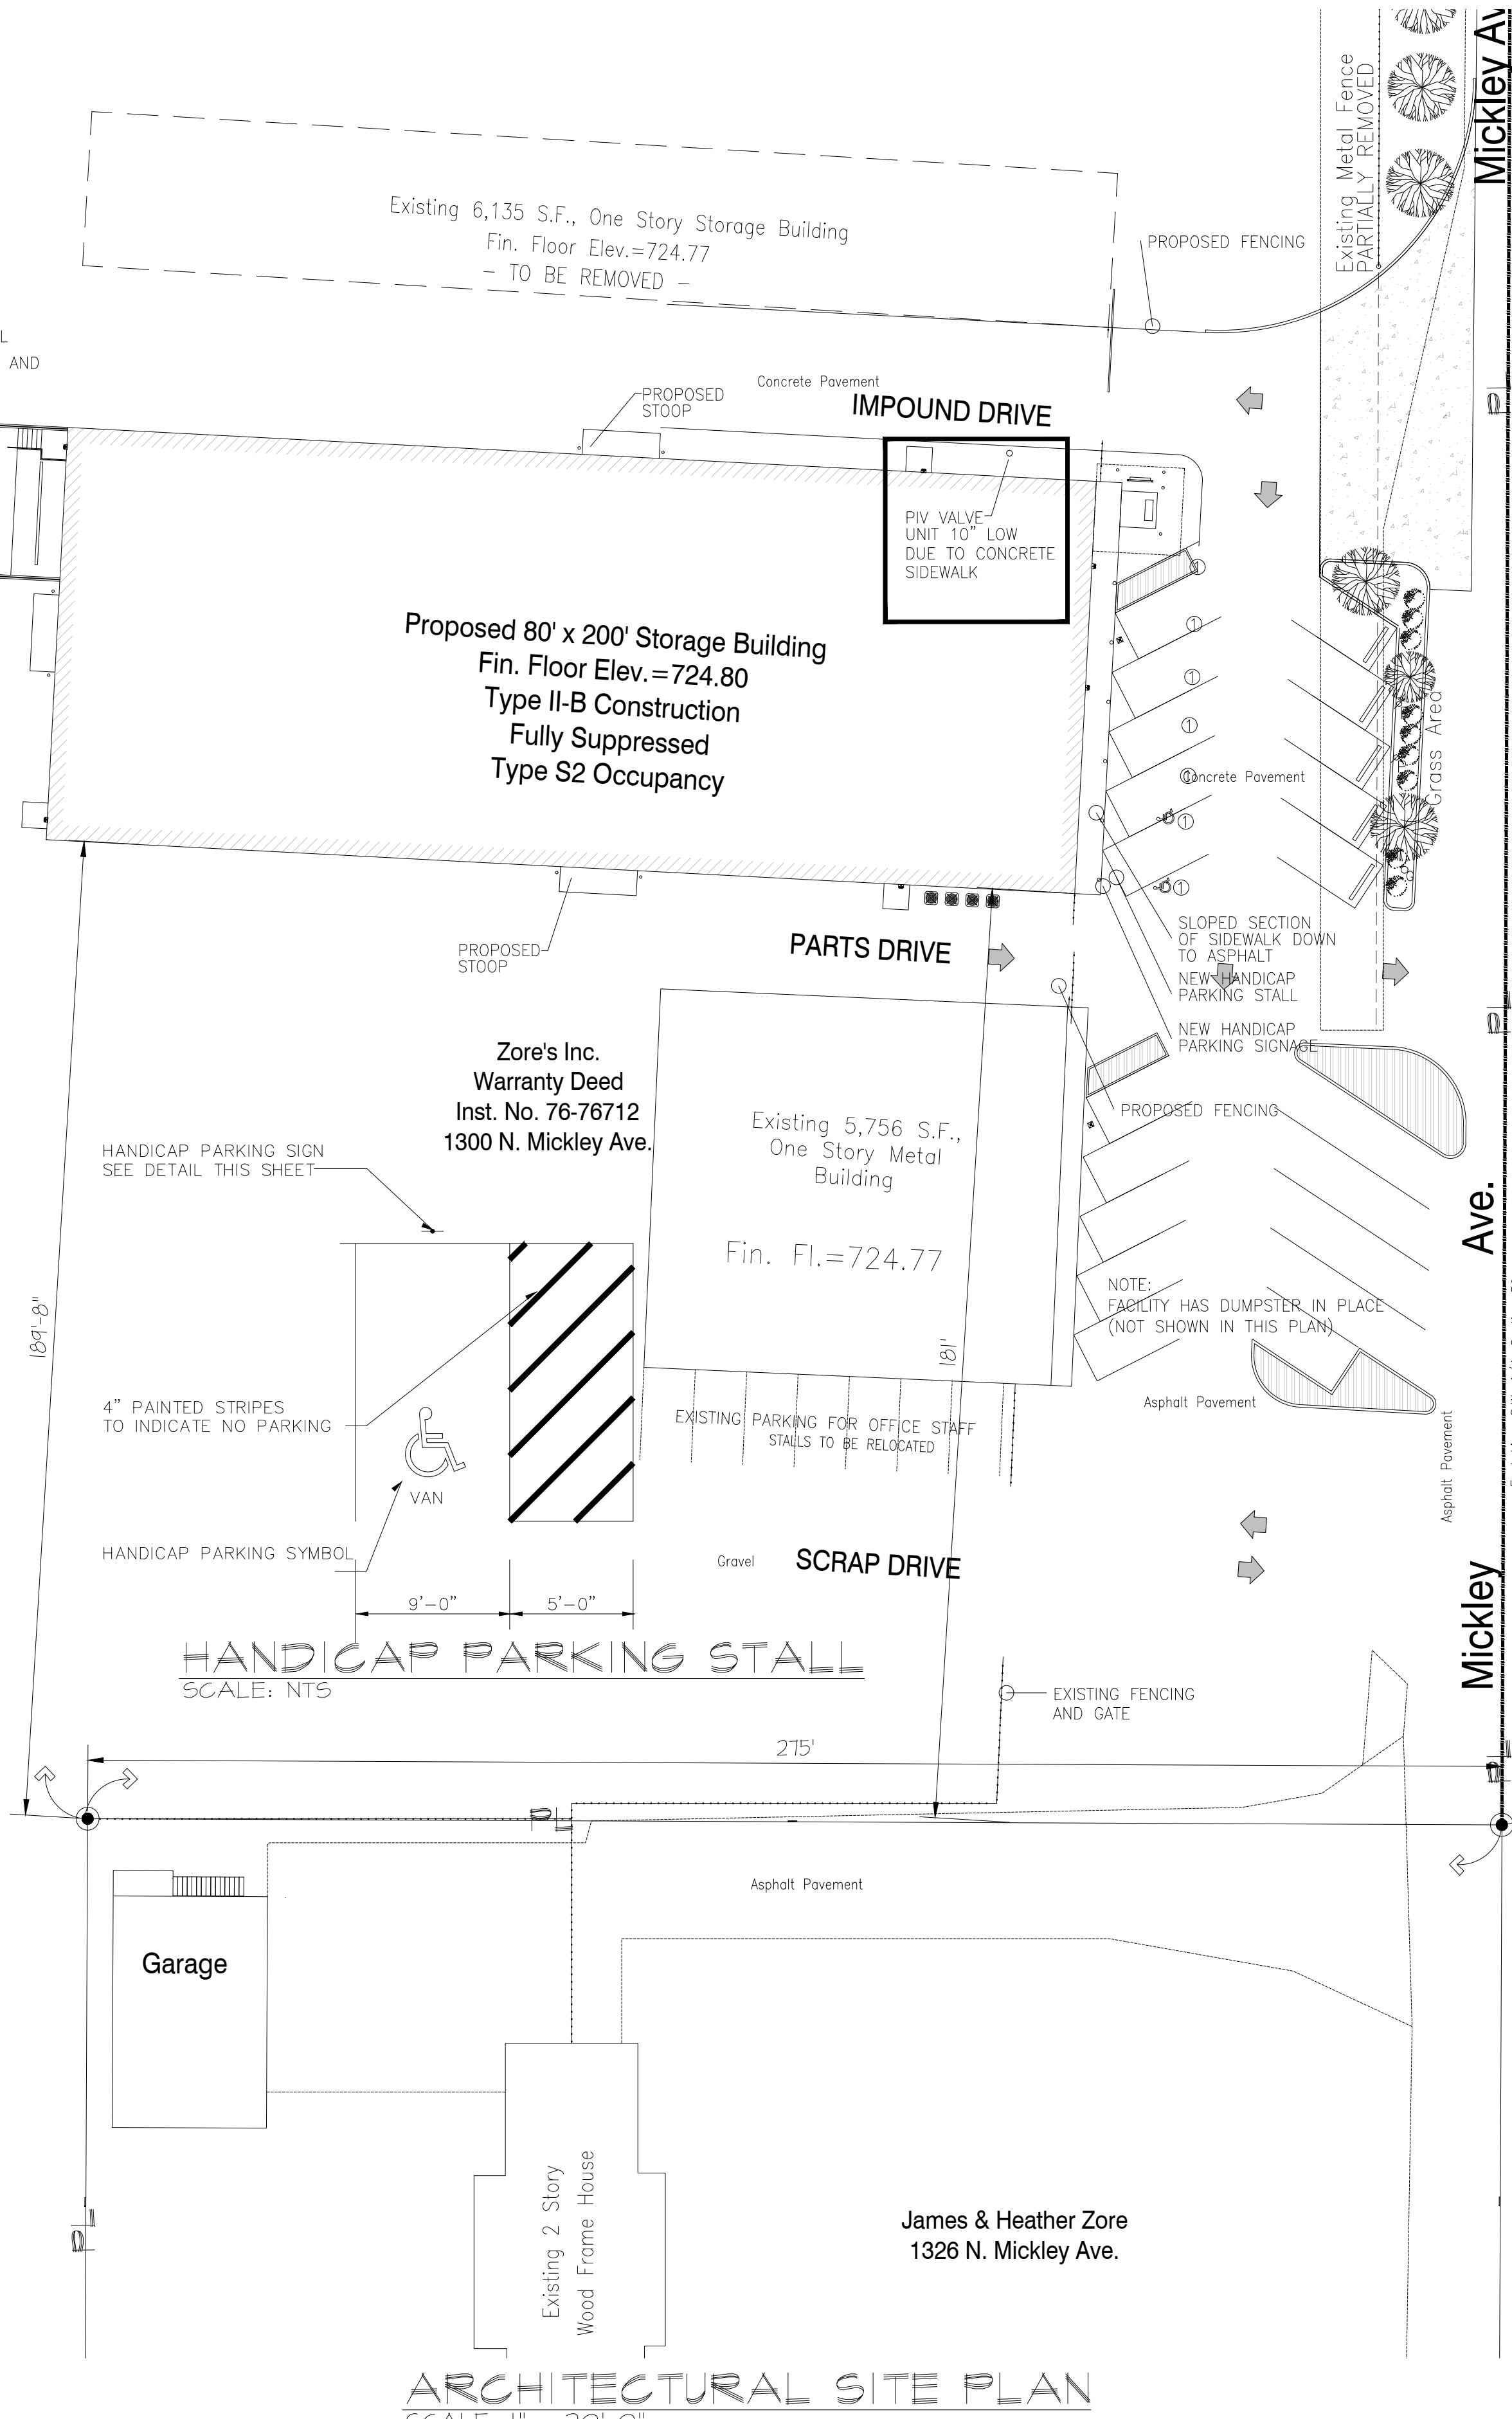 Mickley Av
Existing Metal Fence
PARTIALLY REMOVED
Existing 6,135 S.F., One Story Storage Building
Fin. Floor Elev.=724.77
- TO BE REMOVED -
PROPOSED FENCING
L
AND
Concrete Pavement
PROPOSED
STOOP
IMPOUND DRIVE
PIV VALVE
UNIT 10" LOW
DUE TO CONCRETE
SIDEWALK
Proposed 80' x 200' Storage Building
Fin. Floor Elev.=724.80
Type II-B Construction
Fully Suppressed
Type S2 Occupancy
1
1
1
1
1
1
1
Concrete Pavement
Grass Area
PROPOSED
STOOP
PARTS DRIVE
SLOPED SECTION
OF SIDEWALK DOWN
TO ASPHALT
NEW HANDICAP
PARKING STALL
NEW HANDICAP
PARKING SIGNAGE
PROPOSED FENCING
Zore's Inc.
Warranty Deed
Inst. No. 76-76712
1300 N. Mickley Ave.
Existing 5,756 S.F.,
One Story Metal
Building
Fin. Fl.=724.77
HANDICAP PARKING SIGN
SEE DETAIL THIS SHEET
189'-8"
181'
NOTE:
FACILITY HAS DUMPSTER IN PLACE
(NOT SHOWN IN THIS PLAN)
Mickley Ave.
4" PAINTED STRIPES
TO INDICATE NO PARKING
VAN
HANDICAP PARKING SYMBOL
EXISTING PARKING FOR OFFICE STAFF
STALLS TO BE RELOCATED
Asphalt Pavement
Asphalt Pavement
Gravel
SCRAP DRIVE
9'-0"
5'-0"
HANDICAP PARKING STALL
SCALE: NTS
EXISTING FENCING
AND GATE
275'
Asphalt Pavement
Garage
Existing 2 Story
Wood Frame House
James & Heather Zore
1326 N. Mickley Ave.
ARCHITECTURAL SITE PLAN